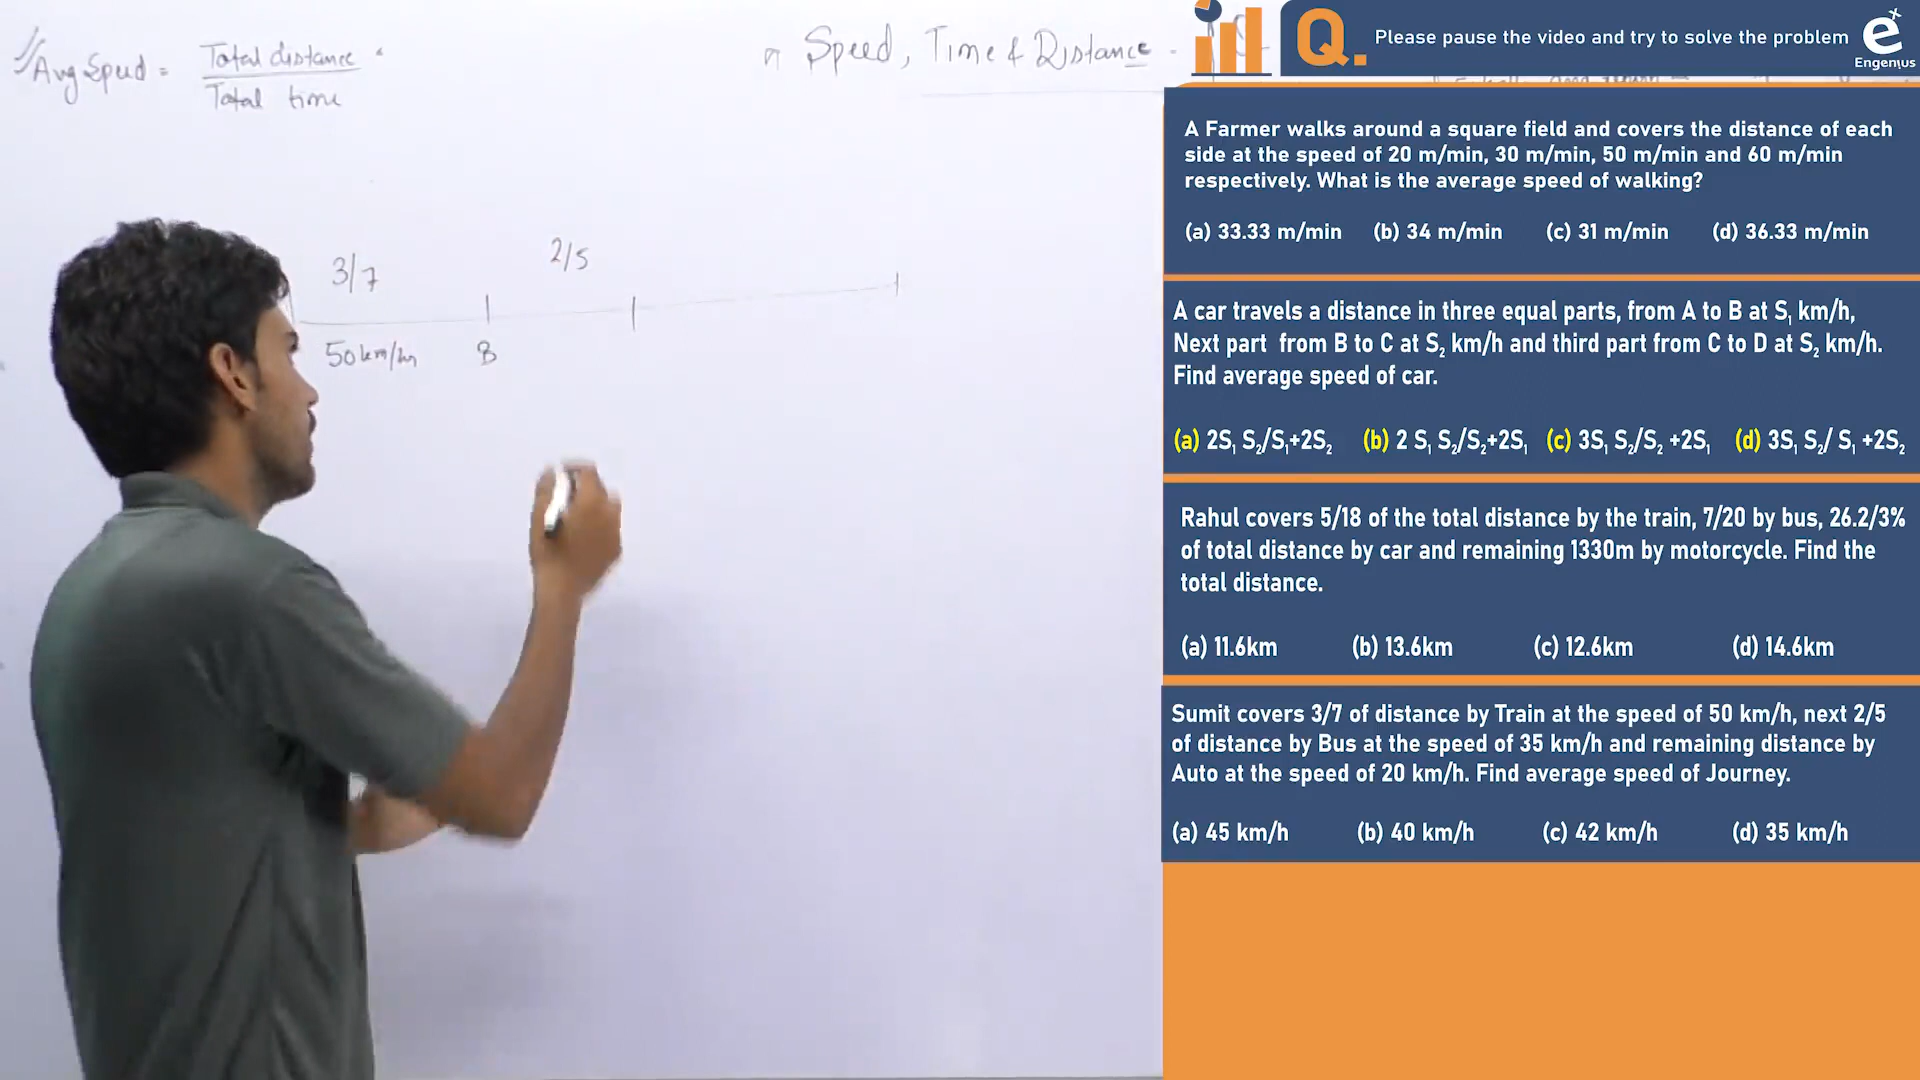 Avg Speed = Total distance
Total time
Speed, Time & Distance -
3/7
2/5
50 km/hr
B
Q.
Please pause the video and try to solve the problem
ex
Engenius
A Farmer walks around a square field and covers the distance of each
side at the speed of 20 m/min, 30 m/min, 50 m/min and 60 m/min
respectively. What is the average speed of walking?
(a) 33.33 m/min (b) 34 m/min (c) 31 m/min (d) 36.33 m/min
A car travels a distance in three equal parts, from A to B at S₁ km/h,
Next part from B to C at S₂ km/h and third part from C to D at S₂ km/h.
Find average speed of car.
(a) 2S₁ S₂/S₁+2S₂ (b) 2 S₁ S₂/S₂+2S₁ (c) 3S₁ S₂/S₂ +2S₁ (d) 3S₁ S₂/ S₁ +2S₂
Rahul covers 5/18 of the total distance by the train, 7/20 by bus, 26.2/3%
of total distance by car and remaining 1330m by motorcycle. Find the
total distance.
(a) 11.6km (b) 13.6km (c) 12.6km (d) 14.6km
Sumit covers 3/7 of distance by Train at the speed of 50 km/h, next 2/5
of distance by Bus at the speed of 35 km/h and remaining distance by
Auto at the speed of 20 km/h. Find average speed of Journey.
(a) 45 km/h (b) 40 km/h (c) 42 km/h (d) 35 km/h